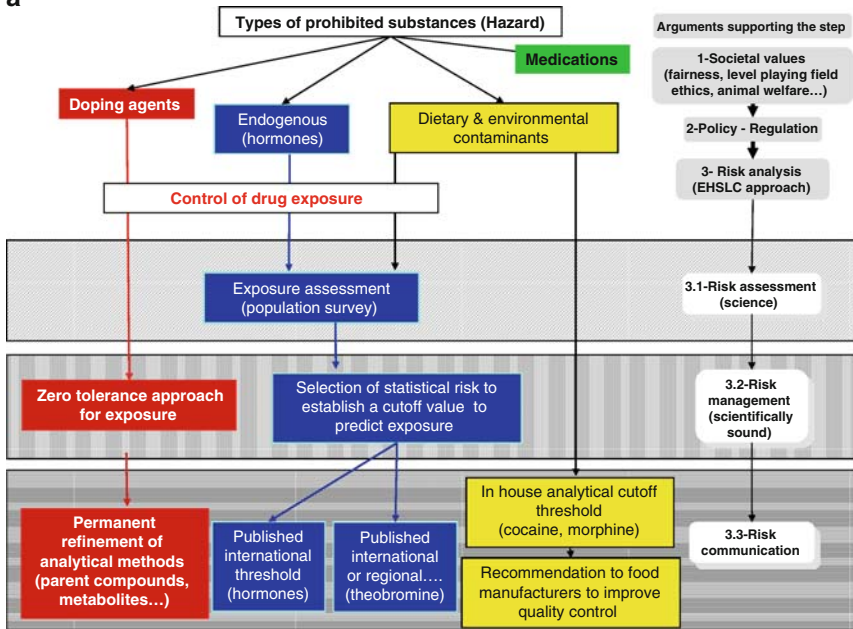 a
Types of prohibited substances (Hazard)
Medications
Doping agents
Endogenous
(hormones)
Dietary & environmental
contaminants
Control of drug exposure
Exposure assessment
(population survey)
Zero tolerance approach
for exposure
Selection of statistical risk to
establish a cutoff value to
predict exposure
Permanent
refinement of
analytical methods
(parent compounds,
metabolites...)
Published
international
threshold
(hormones)
Published
international
or regional....
(theobromine)
In house analytical cutoff
threshold
(cocaine, morphine)
Recommendation to food
manufacturers to improve
quality control
Arguments supporting the step
1-Societal values
(fairness, level playing field
ethics, animal welfare...)
2-Policy - Regulation
3- Risk analysis
(EHSLC approach)
3.1-Risk assessment
(science)
3.2-Risk
management
(scientifically
sound)
3.3-Risk
communication